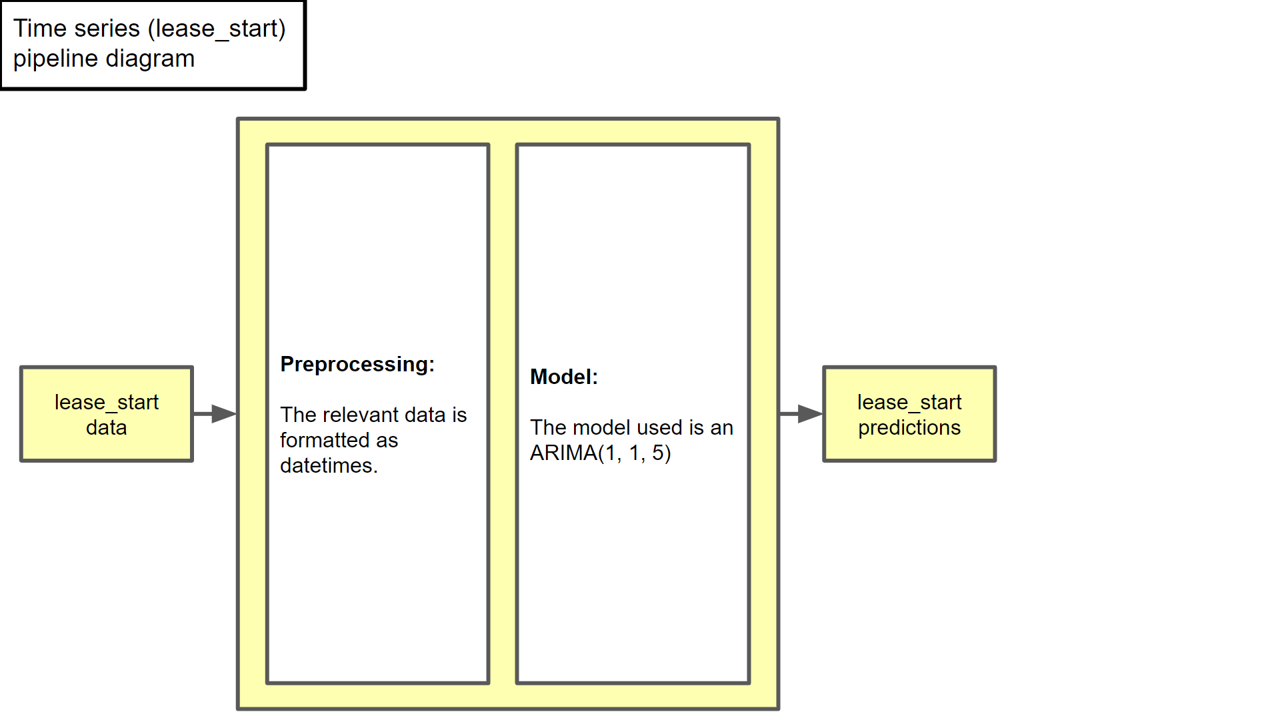 Time series (lease_start)
pipeline diagram
lease_start
data
Preprocessing:
The relevant data is
formatted as
datetimes.
Model:
The model used is an
ARIMA(1, 1, 5)
lease_start
predictions